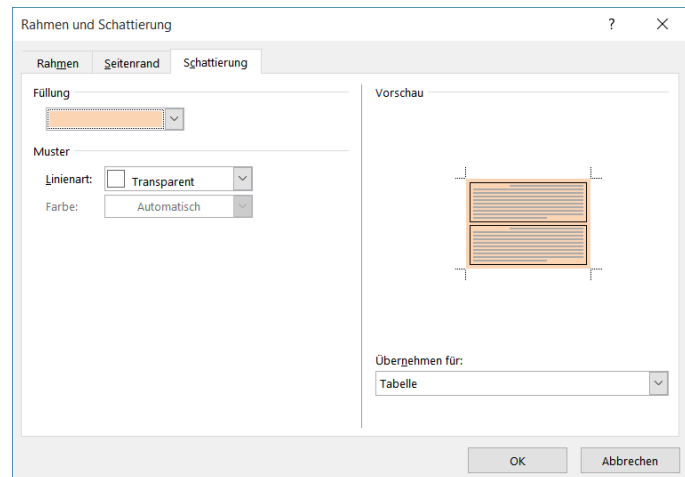 Rahmen und Schattierung ?
Rahmen Seitenrand Schattierung
Füllung
Muster
Linienart: Transparent
Farbe: Automatisch
Vorschau
Übernehmen für:
Tabelle
OK Abbrechen